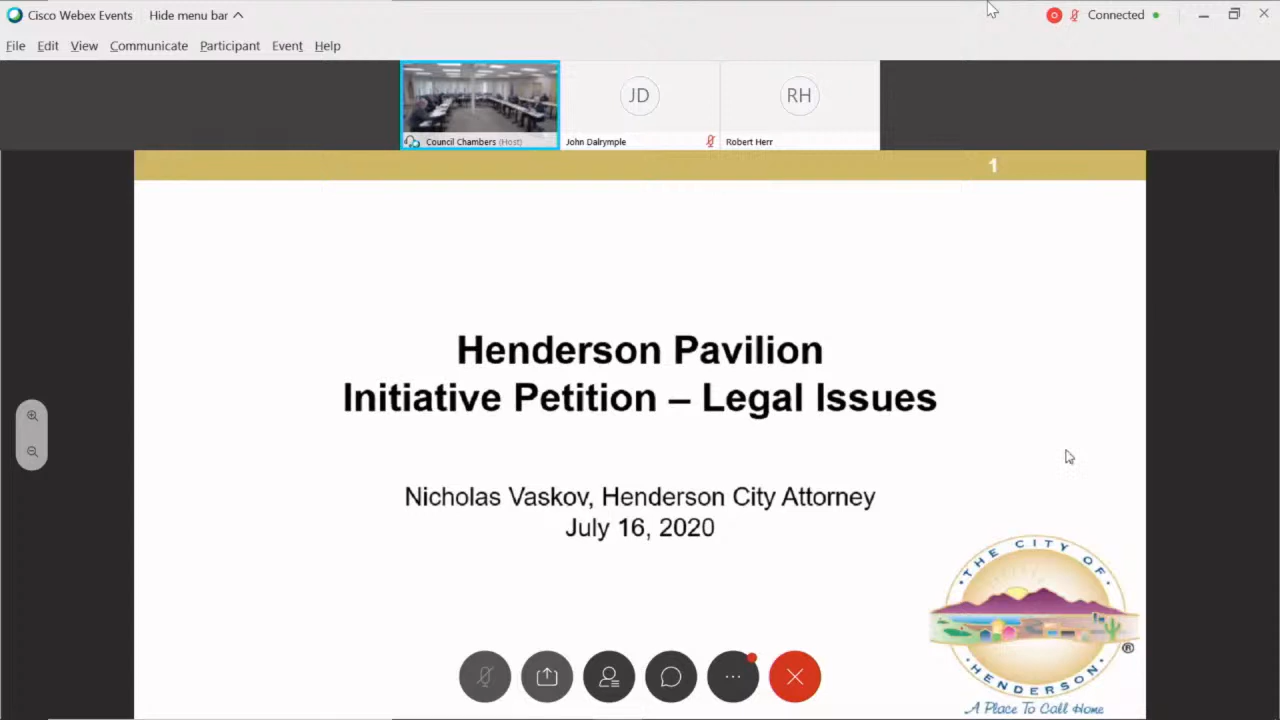 Cisco Webex Events
Hide menu bar
Connected
File Edit View Communicate Participant Event Help
JD
RH
Council Chambers (Host)
John Dalrymple
Robert Herr
1
Henderson Pavilion
Initiative Petition – Legal Issues
Nicholas Vaskov, Henderson City Attorney
July 16, 2020
THE CITY OF
HENDERSON
®
A Place To Call Home